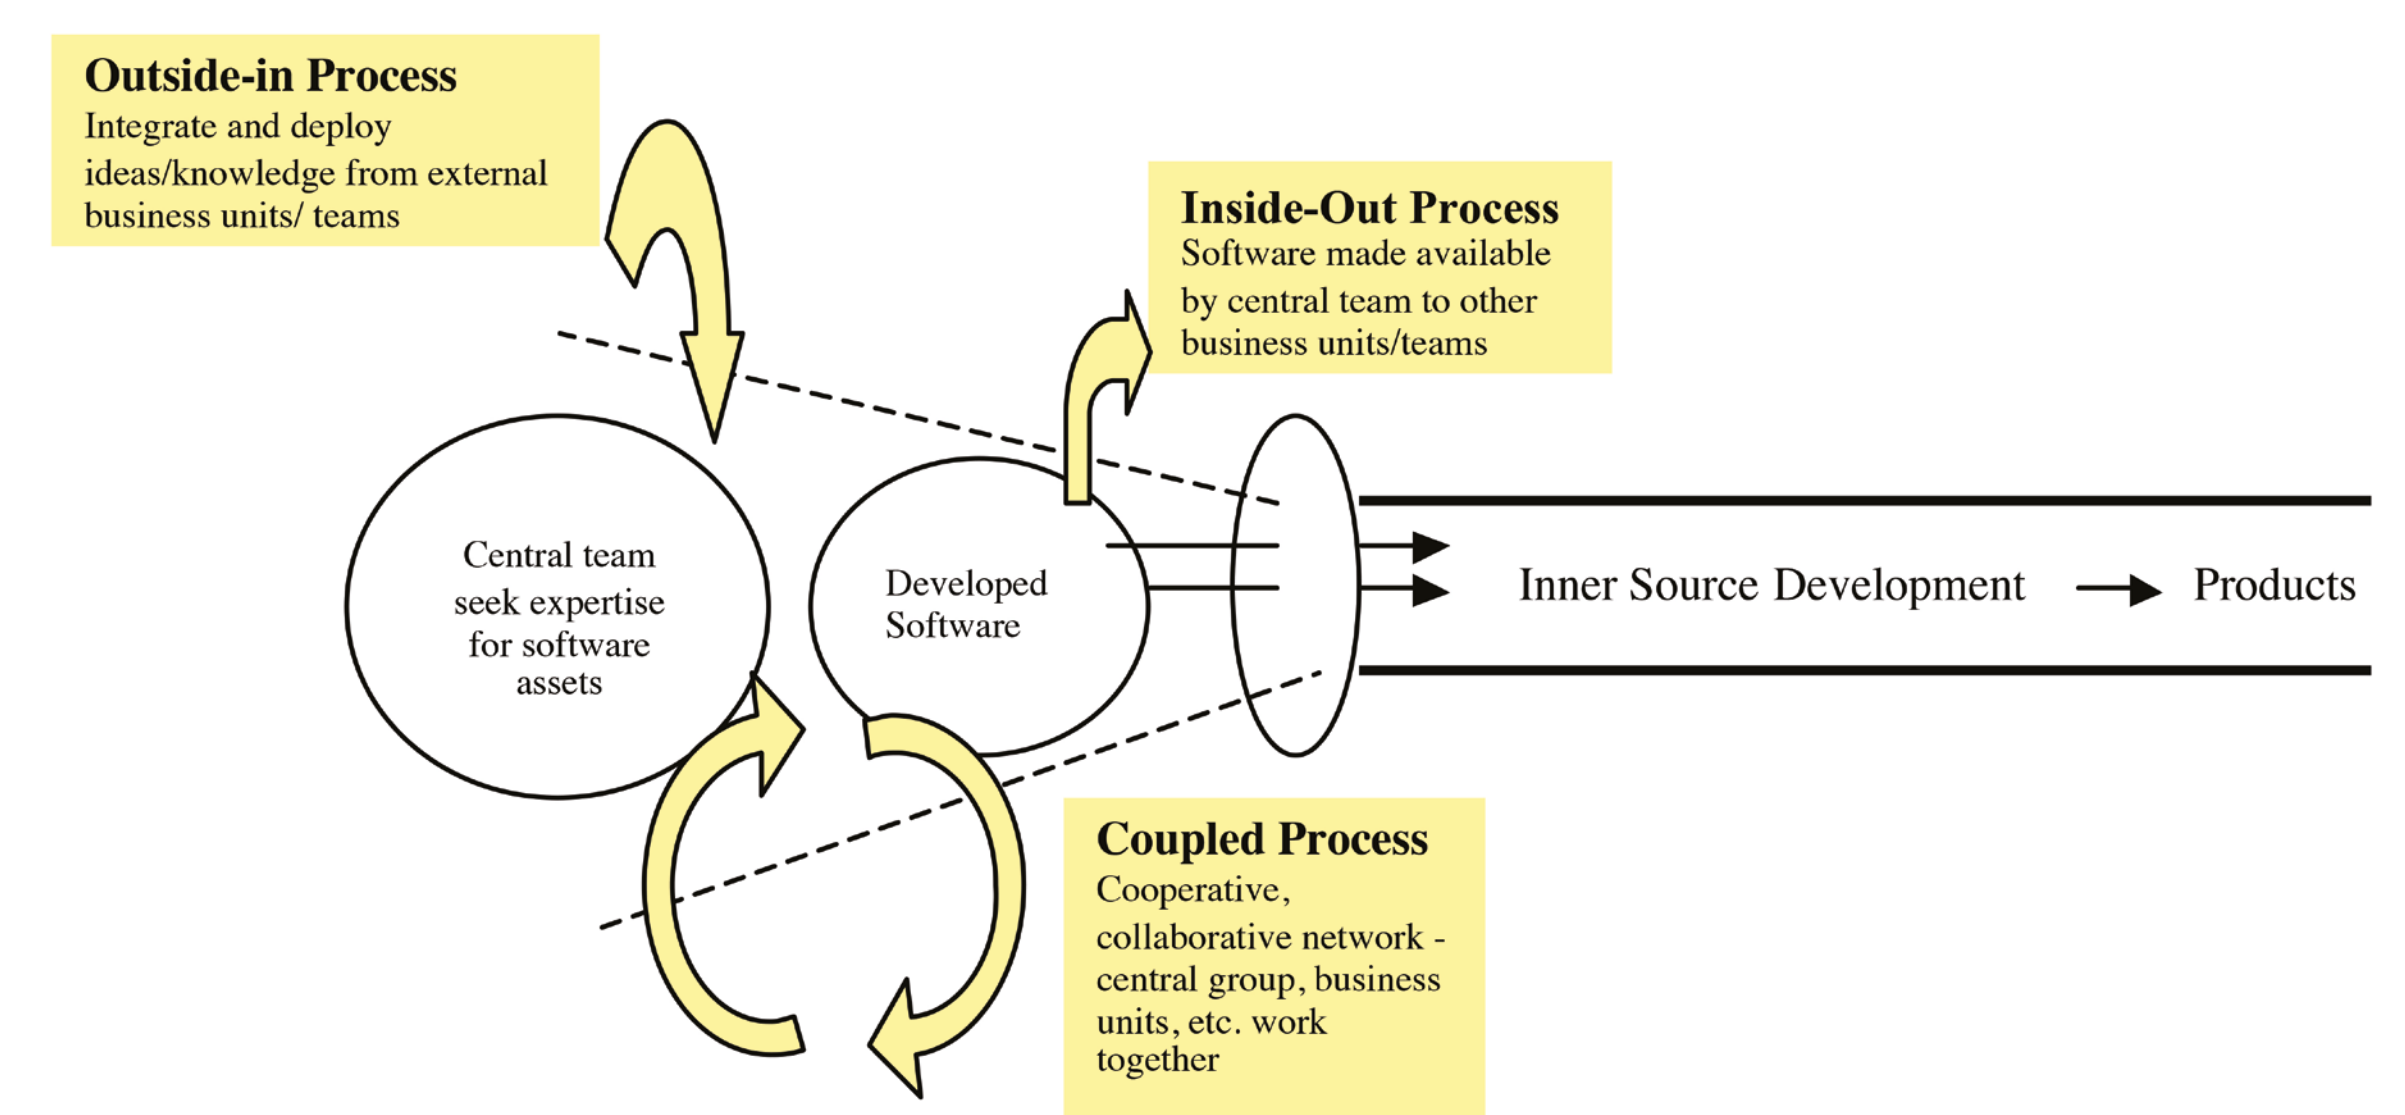 Outside-in Process
Integrate and deploy
ideas/knowledge from external
business units/ teams
Inside-Out Process
Software made available
by central team to other
business units/teams
Central team
seek expertise
for software
assets
Developed
Software
Inner Source Development
Products
Coupled Process
Cooperative,
collaborative network -
central group, business
units, etc. work
together